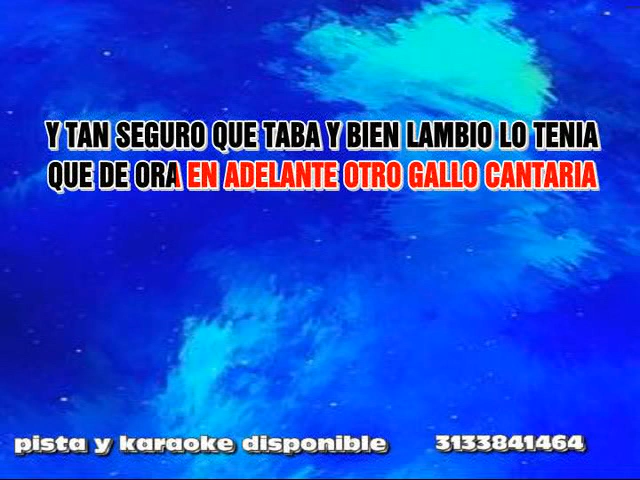 Y TAN SEGURO QUE TABA Y BIEN LAMBIO LO TENIA
QUE DE ORA EN ADELANTE OTRO GALLO CANTARIA
pista y karaoke disponible 3133841464